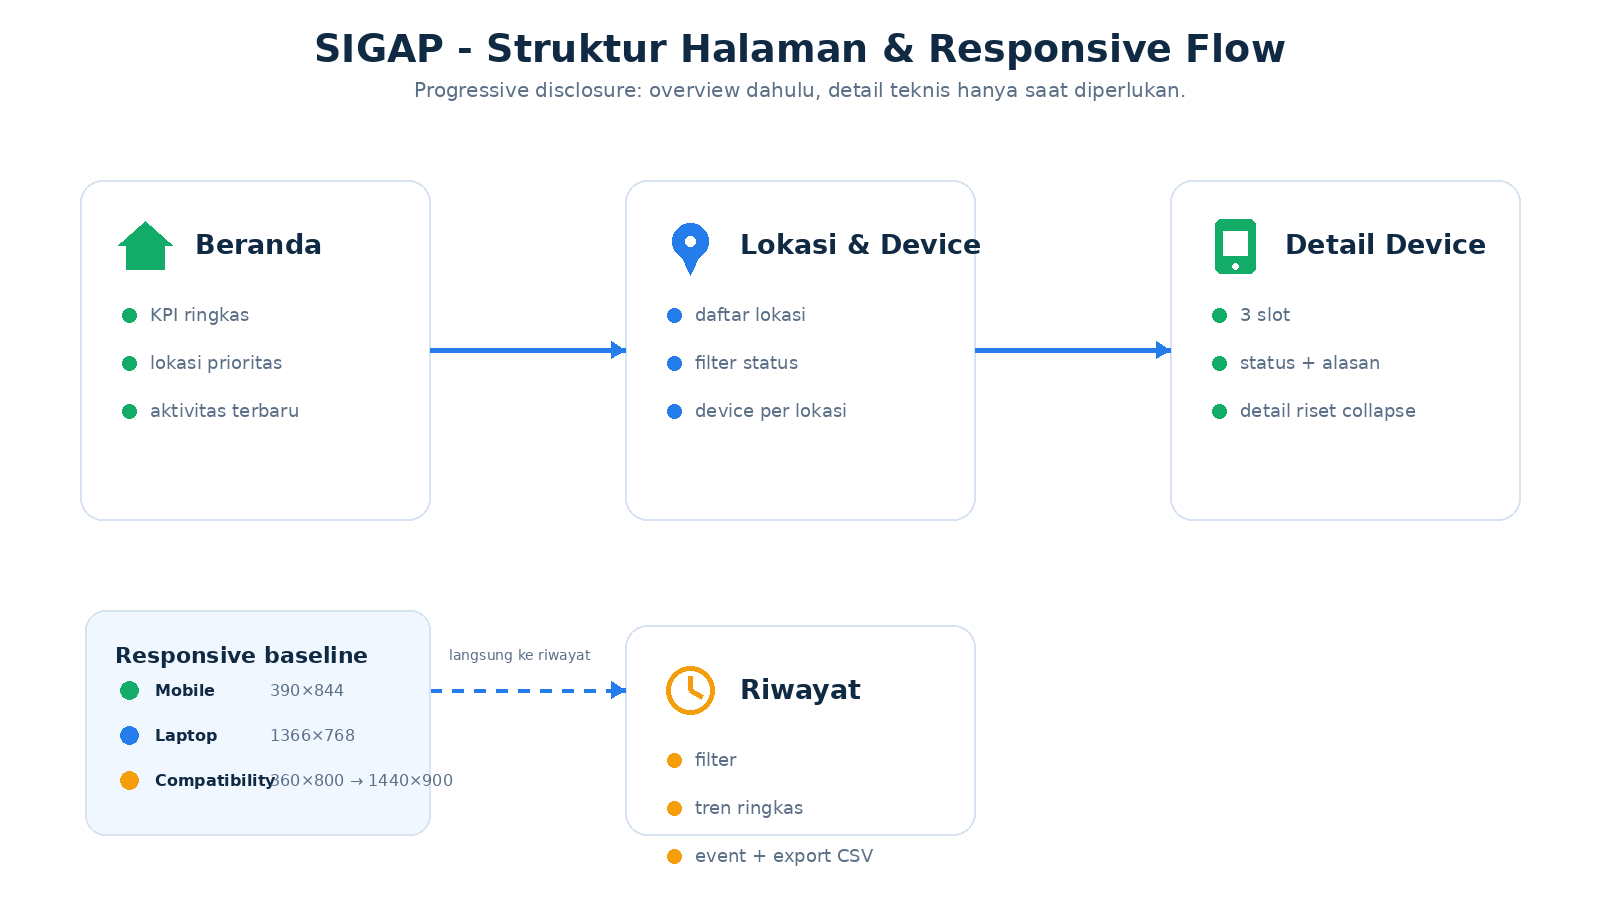 SIGAP - Struktur Halaman & Responsive Flow
Progressive disclosure: overview dahulu, detail teknis hanya saat diperlukan.
Beranda
KPI ringkas
lokasi prioritas
aktivitas terbaru
Lokasi & Device
daftar lokasi
filter status
device per lokasi
Detail Device
3 slot
status + alasan
detail riset collapse
Responsive baseline
Mobile 390×844
Laptop 1366×768
Compatibility 360×800 → 1440×900
langsung ke riwayat
Riwayat
filter
tren ringkas
event + export CSV